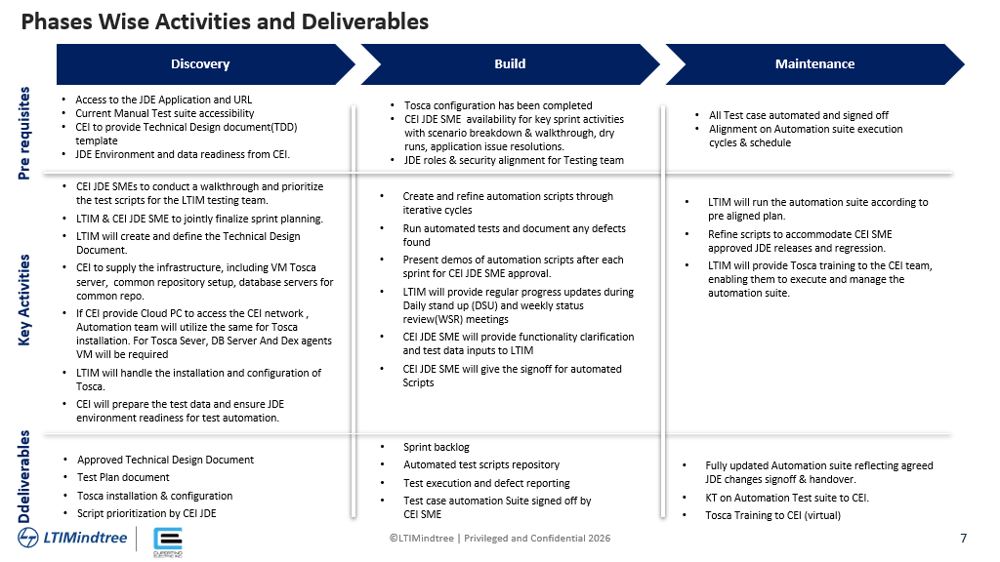 Phases Wise Activities and Deliverables
Discovery
Build
Maintenance
Pre requisites
• Access to the JDE Application and URL
• Current Manual Test suite accessibility
• CEI to provide Technical Design document(TDD)
template
• JDE Environment and data readiness from CEI.
• Tosca configuration has been completed
• CEI JDE SME availability for key sprint activities
with scenario breakdown & walkthrough, dry
runs, application issue resolutions.
• JDE roles & security alignment for Testing team
• All Test case automated and signed off
• Alignment on Automation suite execution
cycles & schedule
Key Activities
• CEI JDE SMEs to conduct a walkthrough and prioritize
the test scripts for the LTIM testing team.
• LTIM & CEI JDE SME to jointly finalize sprint planning.
• LTIM will create and define the Technical Design
Document.
• CEI to supply the infrastructure, including VM Tosca
server, common repository setup, database servers for
common repo.
• If CEI provide Cloud PC to access the CEI network ,
Automation team will utilize the same for Tosca
installation. For Tosca Sever, DB Server And Dex agents
VM will be required
• LTIM will handle the installation and configuration of
Tosca.
• CEI will prepare the test data and ensure JDE
environment readiness for test automation.
• Create and refine automation scripts through
iterative cycles
• Run automated tests and document any defects
found
• Present demos of automation scripts after each
sprint for CEI JDE SME approval.
• LTIM will provide regular progress updates during
Daily stand up (DSU) and weekly status
review(WSR) meetings
• CEI JDE SME will provide functionality clarification
and test data inputs to LTIM
• CEI JDE SME will give the signoff for automated
Scripts
• LTIM will run the automation suite according to
pre aligned plan.
• Refine scripts to accommodate CEI SME
approved JDE releases and regression.
• LTIM will provide Tosca training to the CEI team,
enabling them to execute and manage the
automation suite.
Ddeliverables
• Approved Technical Design Document
• Test Plan document
• Tosca installation & configuration
• Script prioritization by CEI JDE
• Sprint backlog
• Automated test scripts repository
• Test execution and defect reporting
• Test case automation Suite signed off by
CEI SME
• Fully updated Automation suite reflecting agreed
JDE changes signoff & handover.
• KT on Automation Test suite to CEI.
• Tosca Training to CEI (virtual)
LTIMindtree
CUPERTINO
ELECTRIC INC.
©LTIMindtree | Privileged and Confidential 2026
7